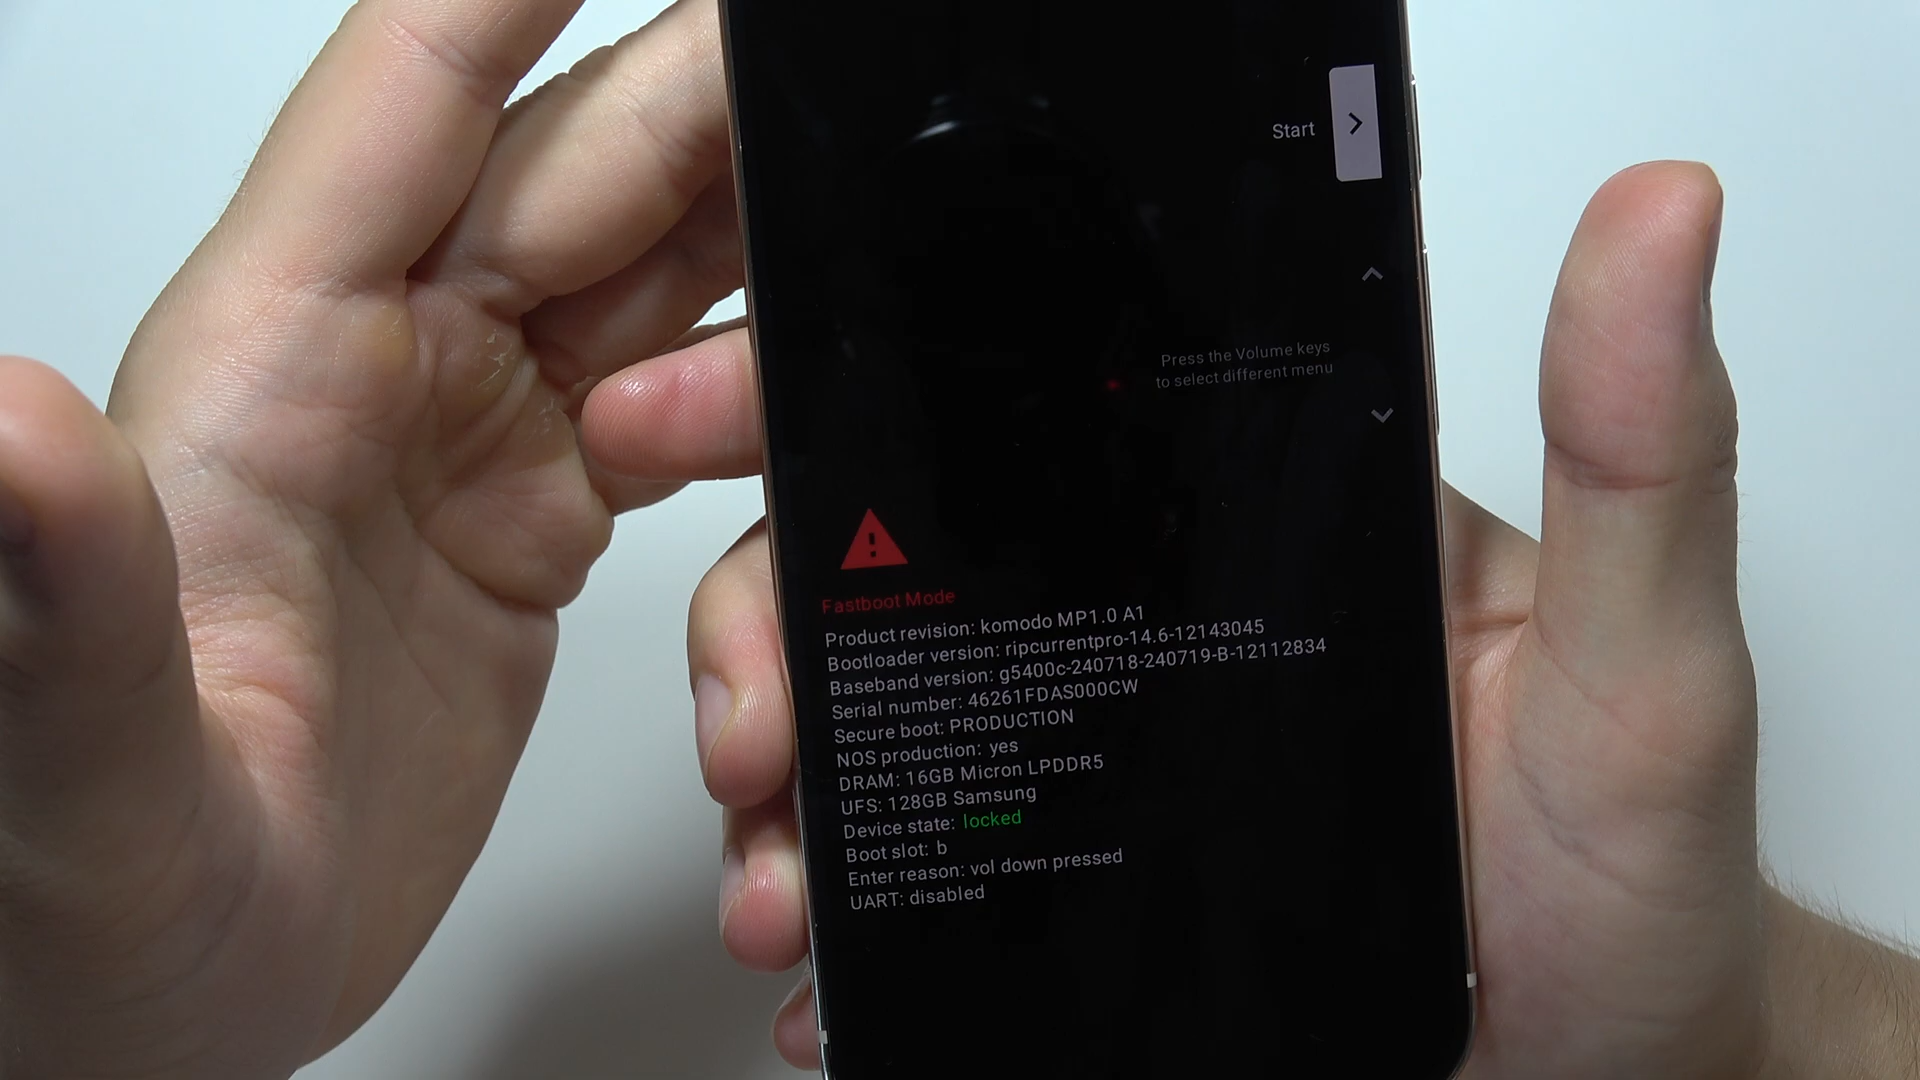 Start
Press the Volume keys
to select different menu
Fastboot Mode
Product revision: komodo MP1.0 A1
Bootloader version: ripcurrentpro-14.6-12143045
Baseband version: g5400c-240718-240719-B-12112834
Serial number: 46261FDAS000CW
Secure boot: PRODUCTION
NOS production: yes
DRAM: 16GB Micron LPDDR5
UFS: 128GB Samsung
Device state: locked
Boot slot: b
Enter reason: vol down pressed
UART: disabled